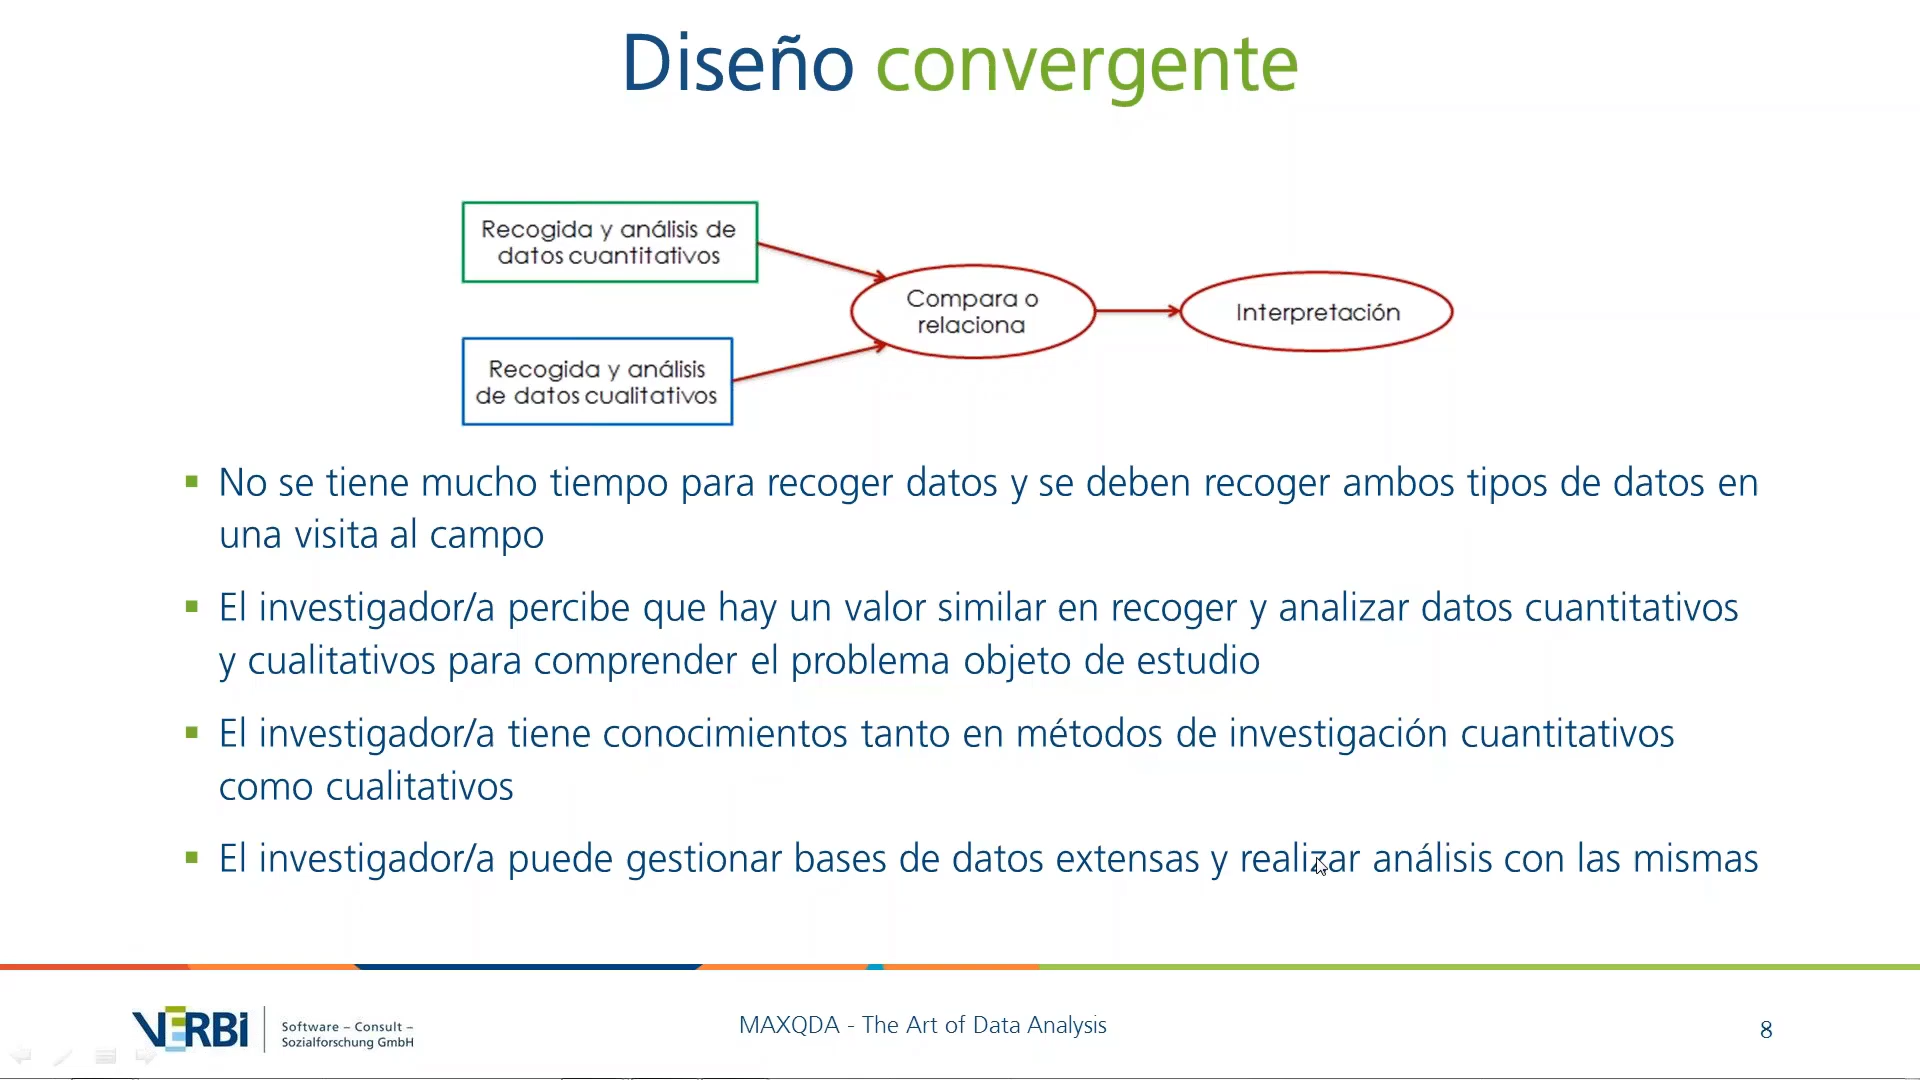 Diseño convergente
Recogida y análisis de
datos cuantitativos
Compara o
relaciona
Interpretación
Recogida y análisis
de datos cualitativos
No se tiene mucho tiempo para recoger datos y se deben recoger ambos tipos de datos en
una visita al campo
El investigador/a percibe que hay un valor similar en recoger y analizar datos cuantitativos
y cualitativos para comprender el problema objeto de estudio
El investigador/a tiene conocimientos tanto en métodos de investigación cuantitativos
como cualitativos
El investigador/a puede gestionar bases de datos extensas y realizar análisis con las mismas
VERBI
Software – Consult –
Sozialforschung GmbH
MAXQDA - The Art of Data Analysis
8